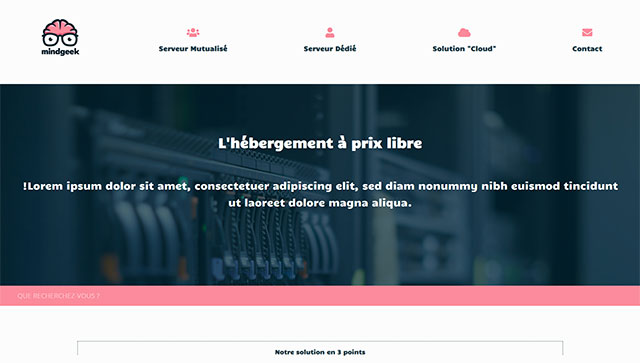 mindgeek
Serveur Mutualisé
Serveur Dédié
Solution "Cloud"
Contact
L'hébergement à prix libre
!Lorem ipsum dolor sit amet, consectetuer adipiscing elit, sed diam nonummy nibh euismod tincidunt
ut laoreet dolore magna aliqua.
QUE RECHERCHEZ VOUS ?
Notre solution en 3 points